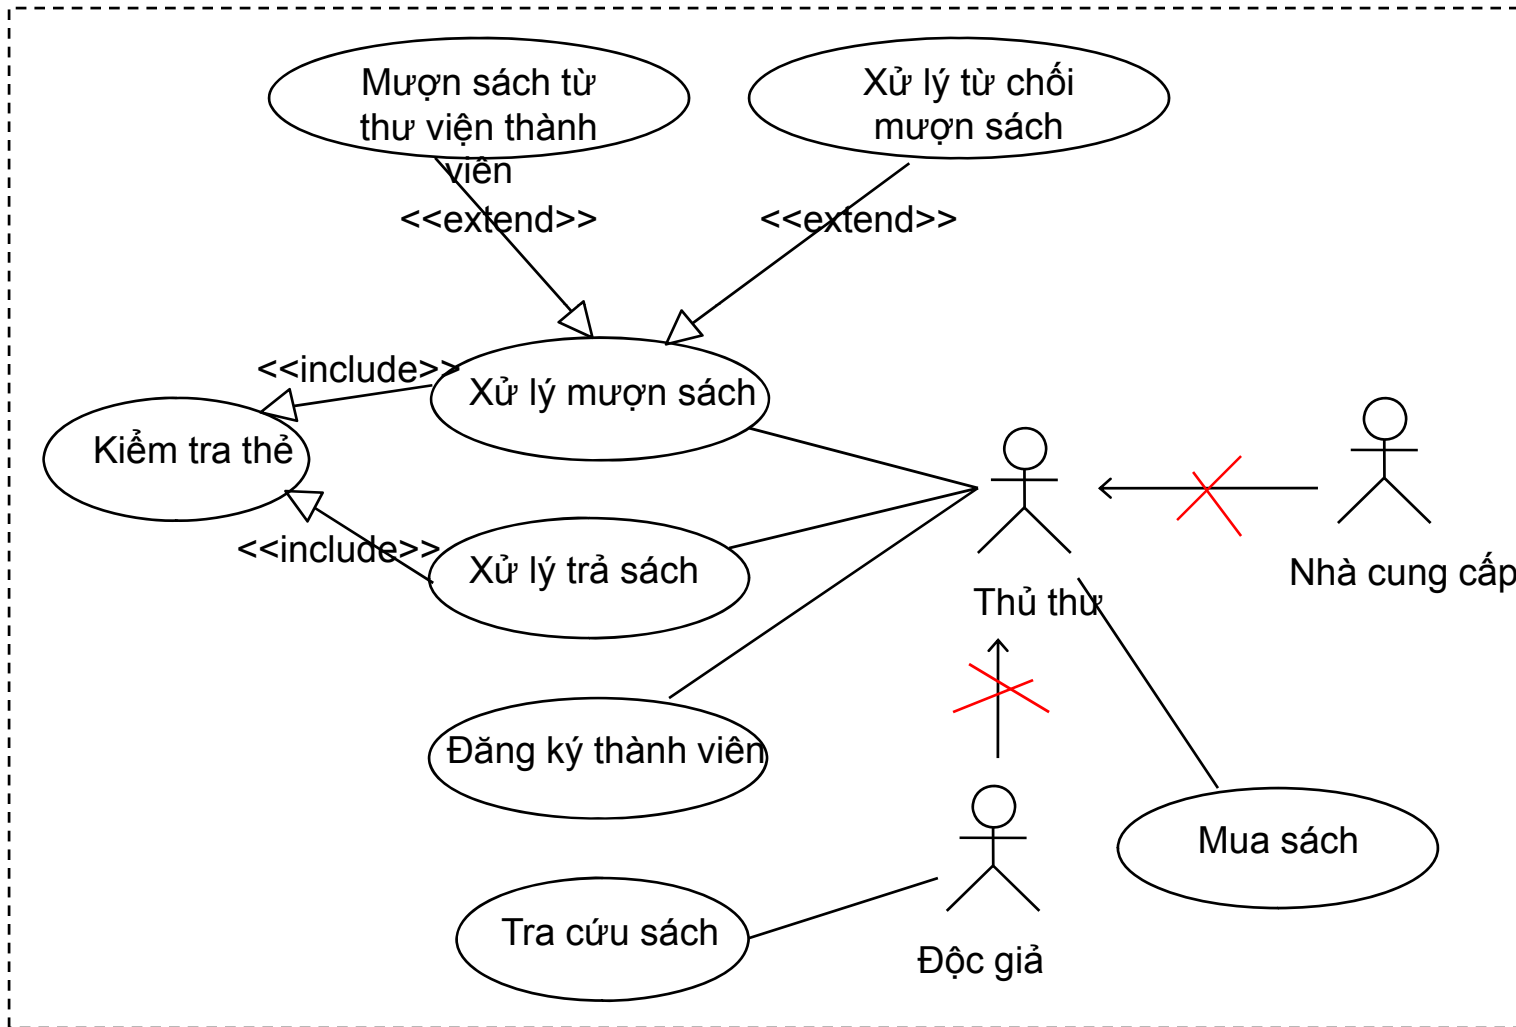 Mượn sách từ
thư viện thành
viên
Xử lý từ chối
mượn sách
<<extend>>
<<extend>>
<<include>>
Xử lý mượn sách
Kiểm tra thẻ
<<include>>
Xử lý trả sách
Thủ thư
Nhà cung cấp
Đăng ký thành viên
Mua sách
Tra cứu sách
Độc giả